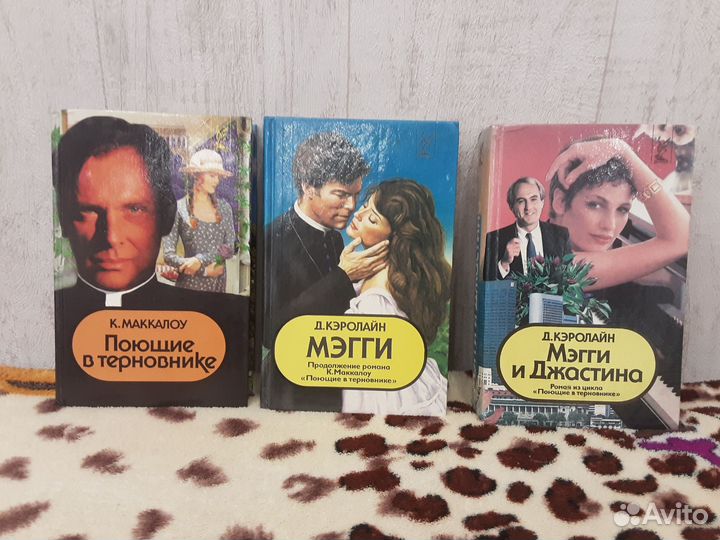 К. МАККАЛОУ
Поющие
в терновнике
Д. КЭРОЛАЙН
МЭГГИ
Продолжение романа
К. Маккалоу
«Поющие в терновнике»
Д. КЭРОЛАЙН
Мэгги
и Джастина
Роман из цикла
«Поющие в терновнике»
Avito